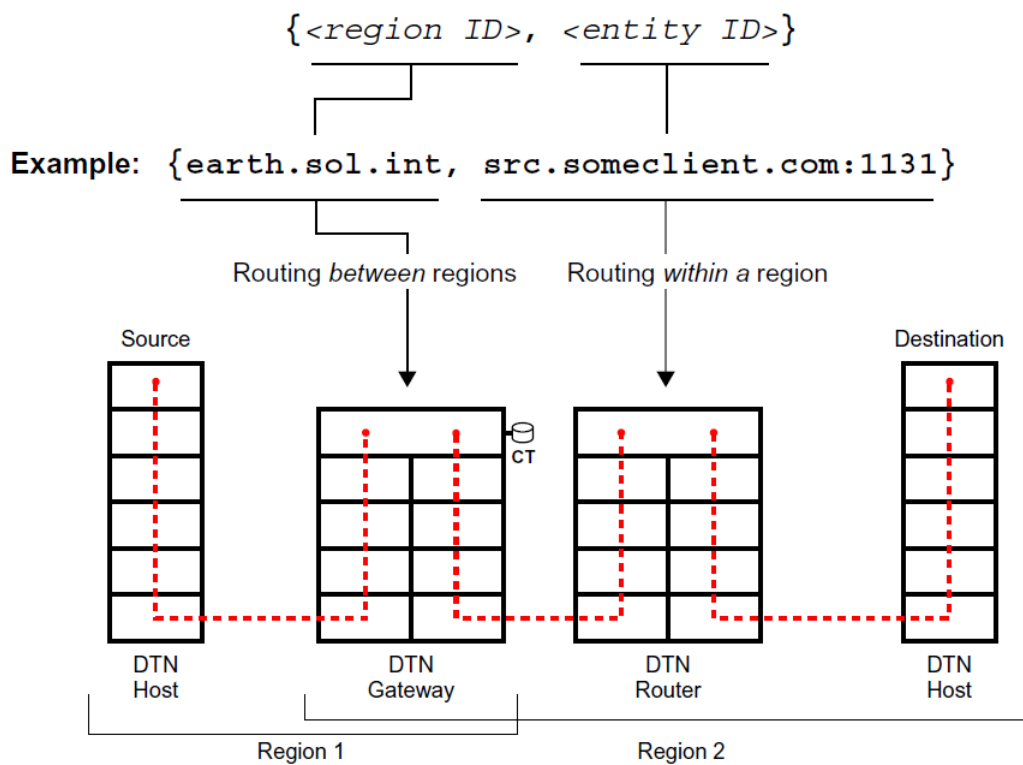 {<region ID>, <entity ID>}
Example: {earth.sol.int, src.someclient.com:1131}
Routing between regions
Routing within a region
Source
Destination
CT
DTN
Host
DTN
Gateway
DTN
Router
DTN
Host
Region 1
Region 2